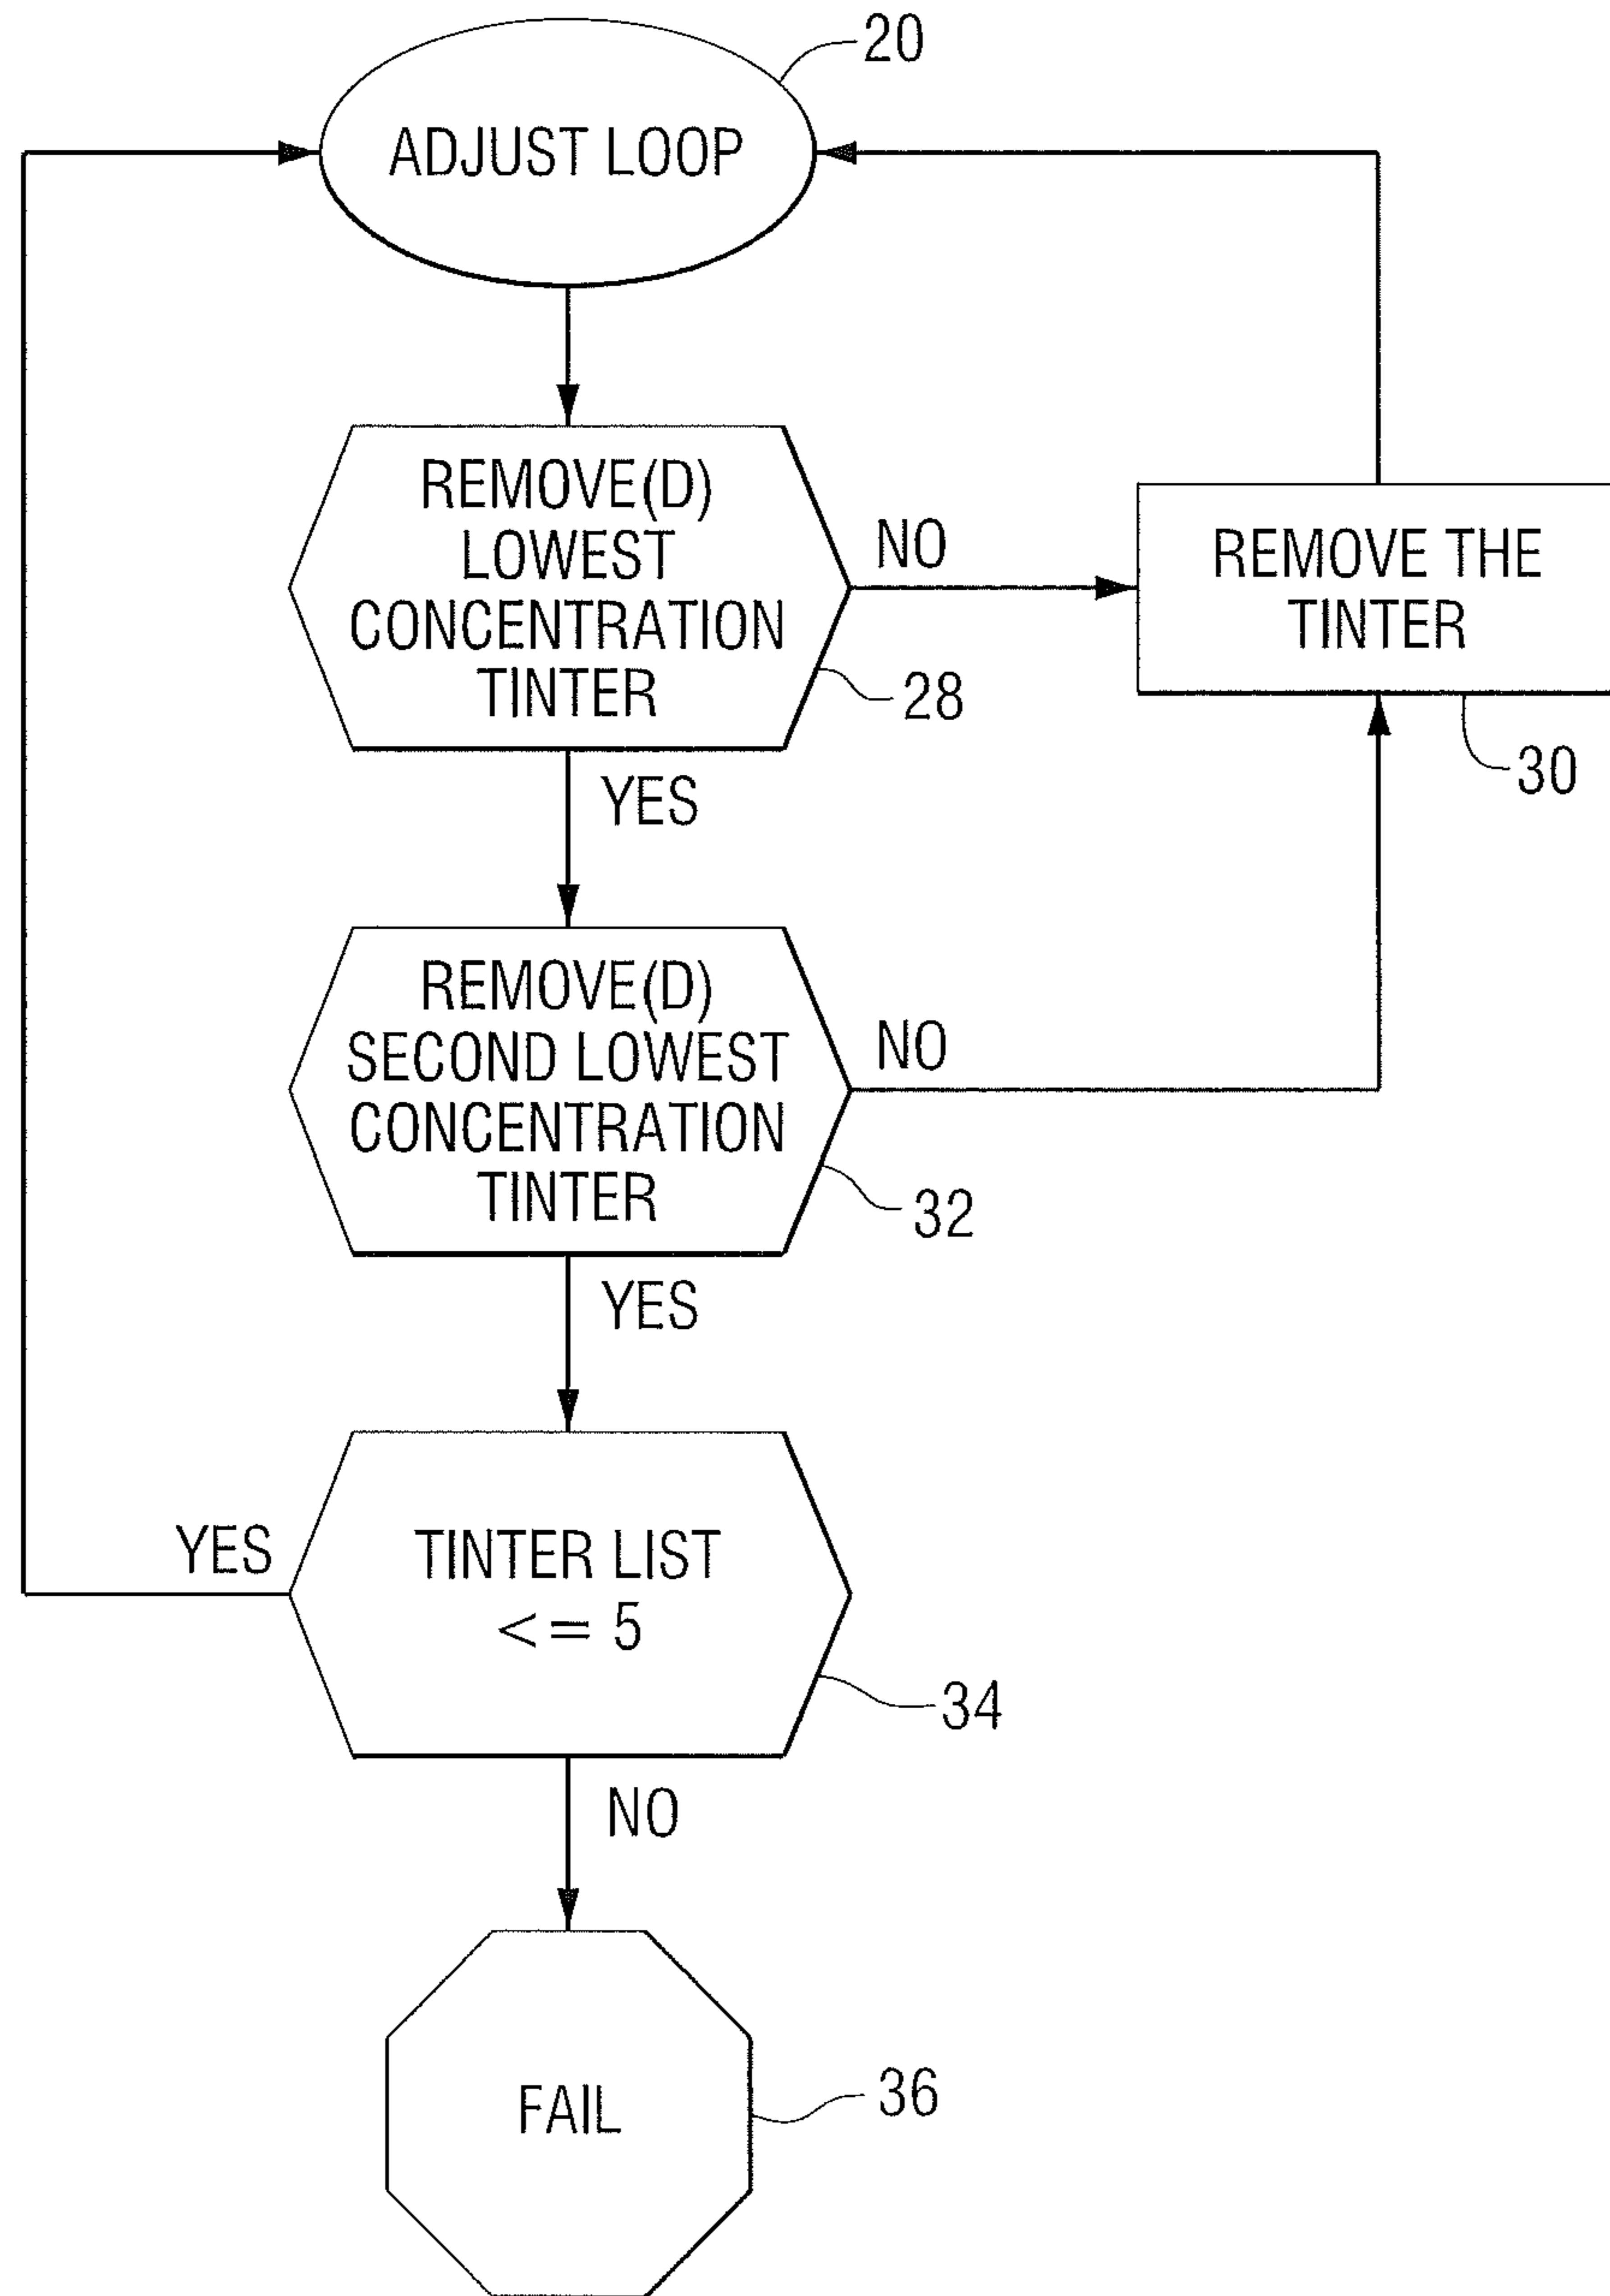 20
ADJUST LOOP
REMOVE(D)
LOWEST
CONCENTRATION
TINTER
NO
28
YES
REMOVE THE
TINTER
30
REMOVE(D)
SECOND LOWEST
CONCENTRATION
TINTER
NO
32
YES
YES
TINTER LIST
<= 5
34
NO
FAIL
36